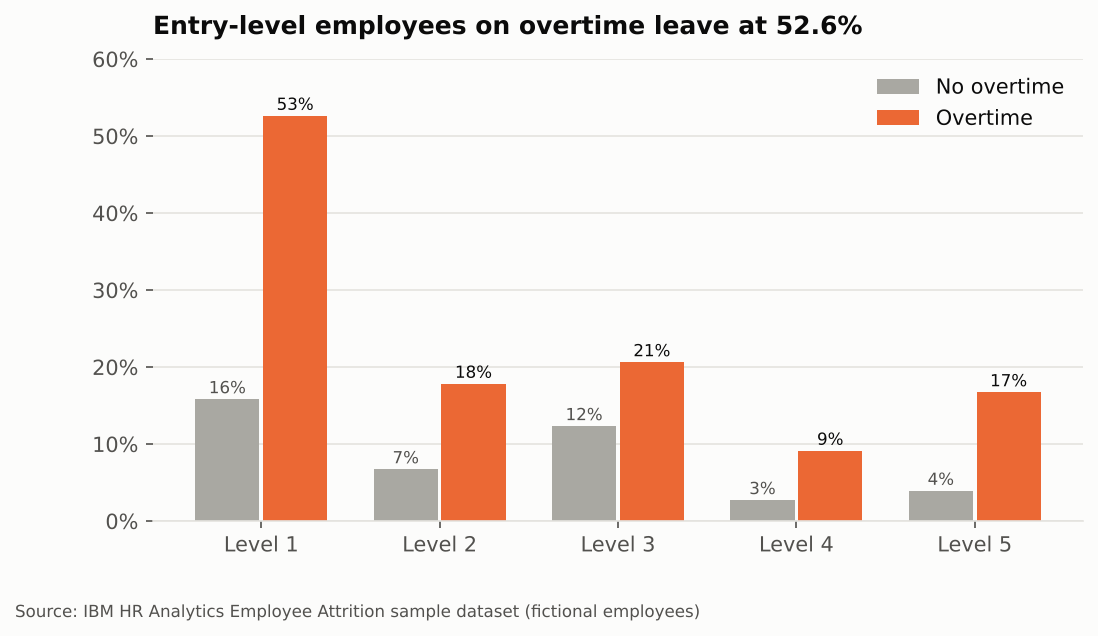 Entry-level employees on overtime leave at 52.6%
60%
50%
40%
30%
20%
10%
0%
No overtime
Overtime
16%
53%
7%
18%
12%
21%
3%
9%
4%
17%
Level 1
Level 2
Level 3
Level 4
Level 5
Source: IBM HR Analytics Employee Attrition sample dataset (fictional employees)